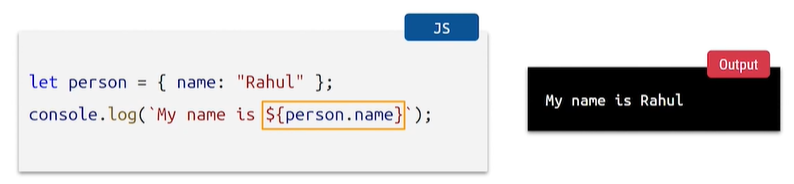 JS
let person = { name: "Rahul" };
console.log(`My name is ${person.name}`);
Output
My name is Rahul